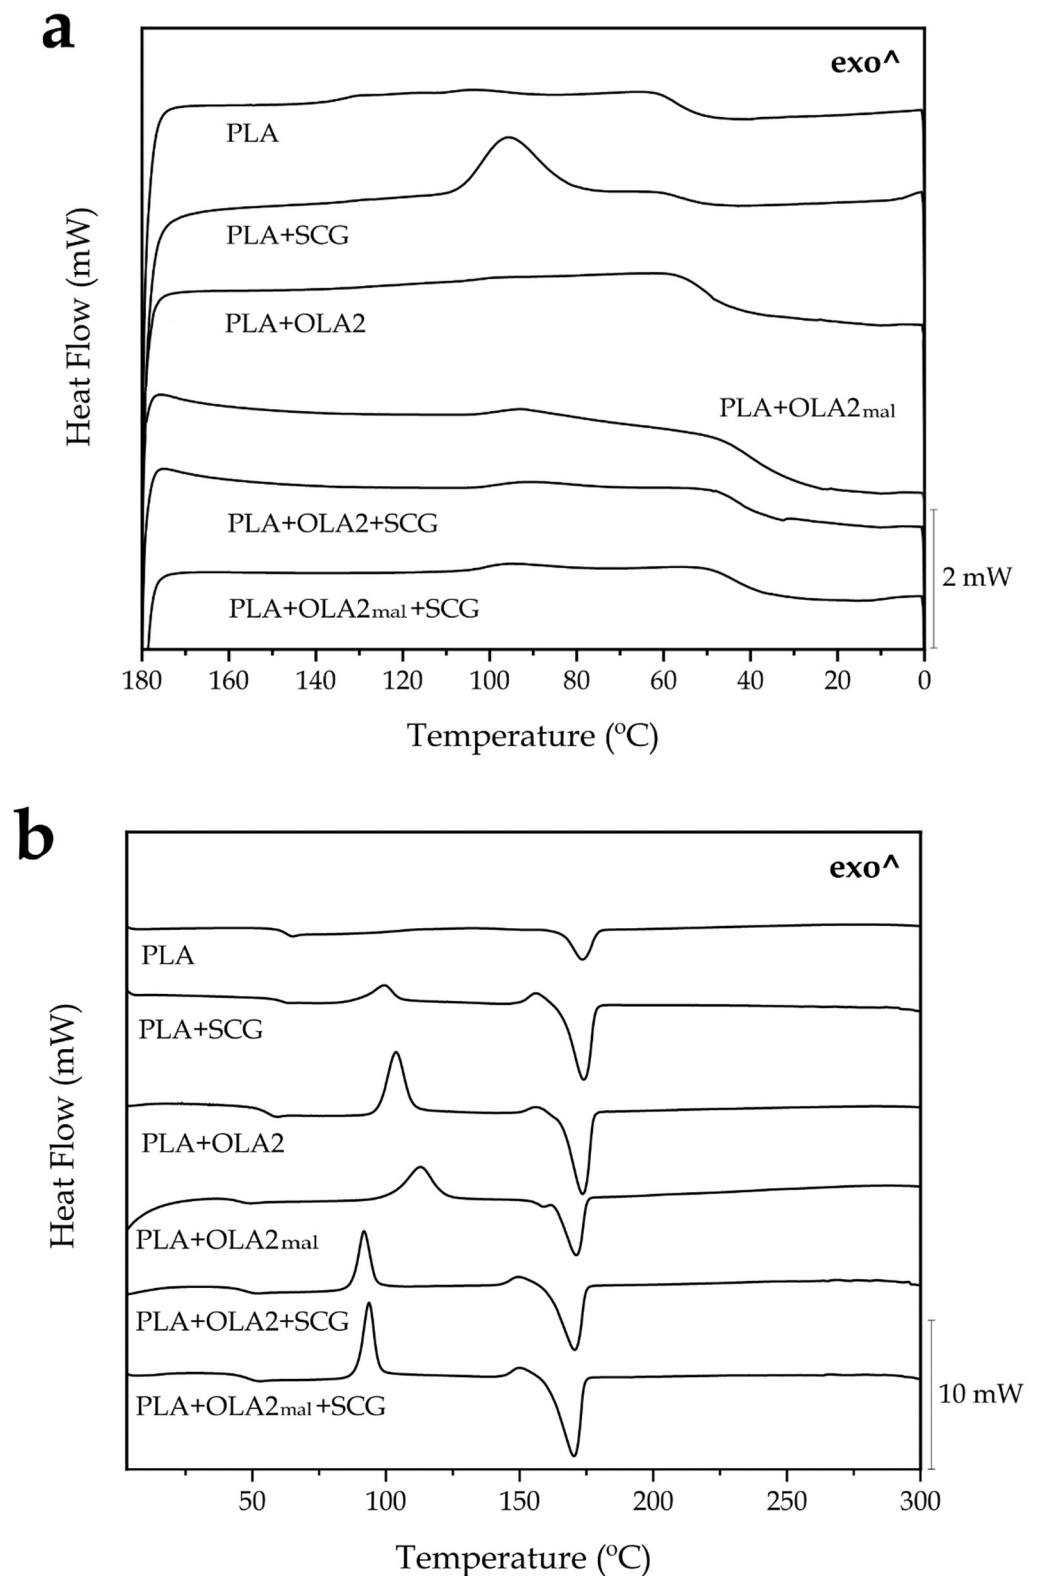 a
exo^
PLA
PLA+SCG
PLA+OLA2
PLA+OLA2mal
PLA+OLA2+SCG
PLA+OLA2mal+SCG
2 mW
Heat Flow (mW)
180 160 140 120 100 80 60 40 20 0
Temperature (ºC)
b
exo^
PLA
PLA+SCG
PLA+OLA2
PLA+OLA2mal
PLA+OLA2+SCG
PLA+OLA2mal+SCG
10 mW
Heat Flow (mW)
50 100 150 200 250 300
Temperature (ºC)